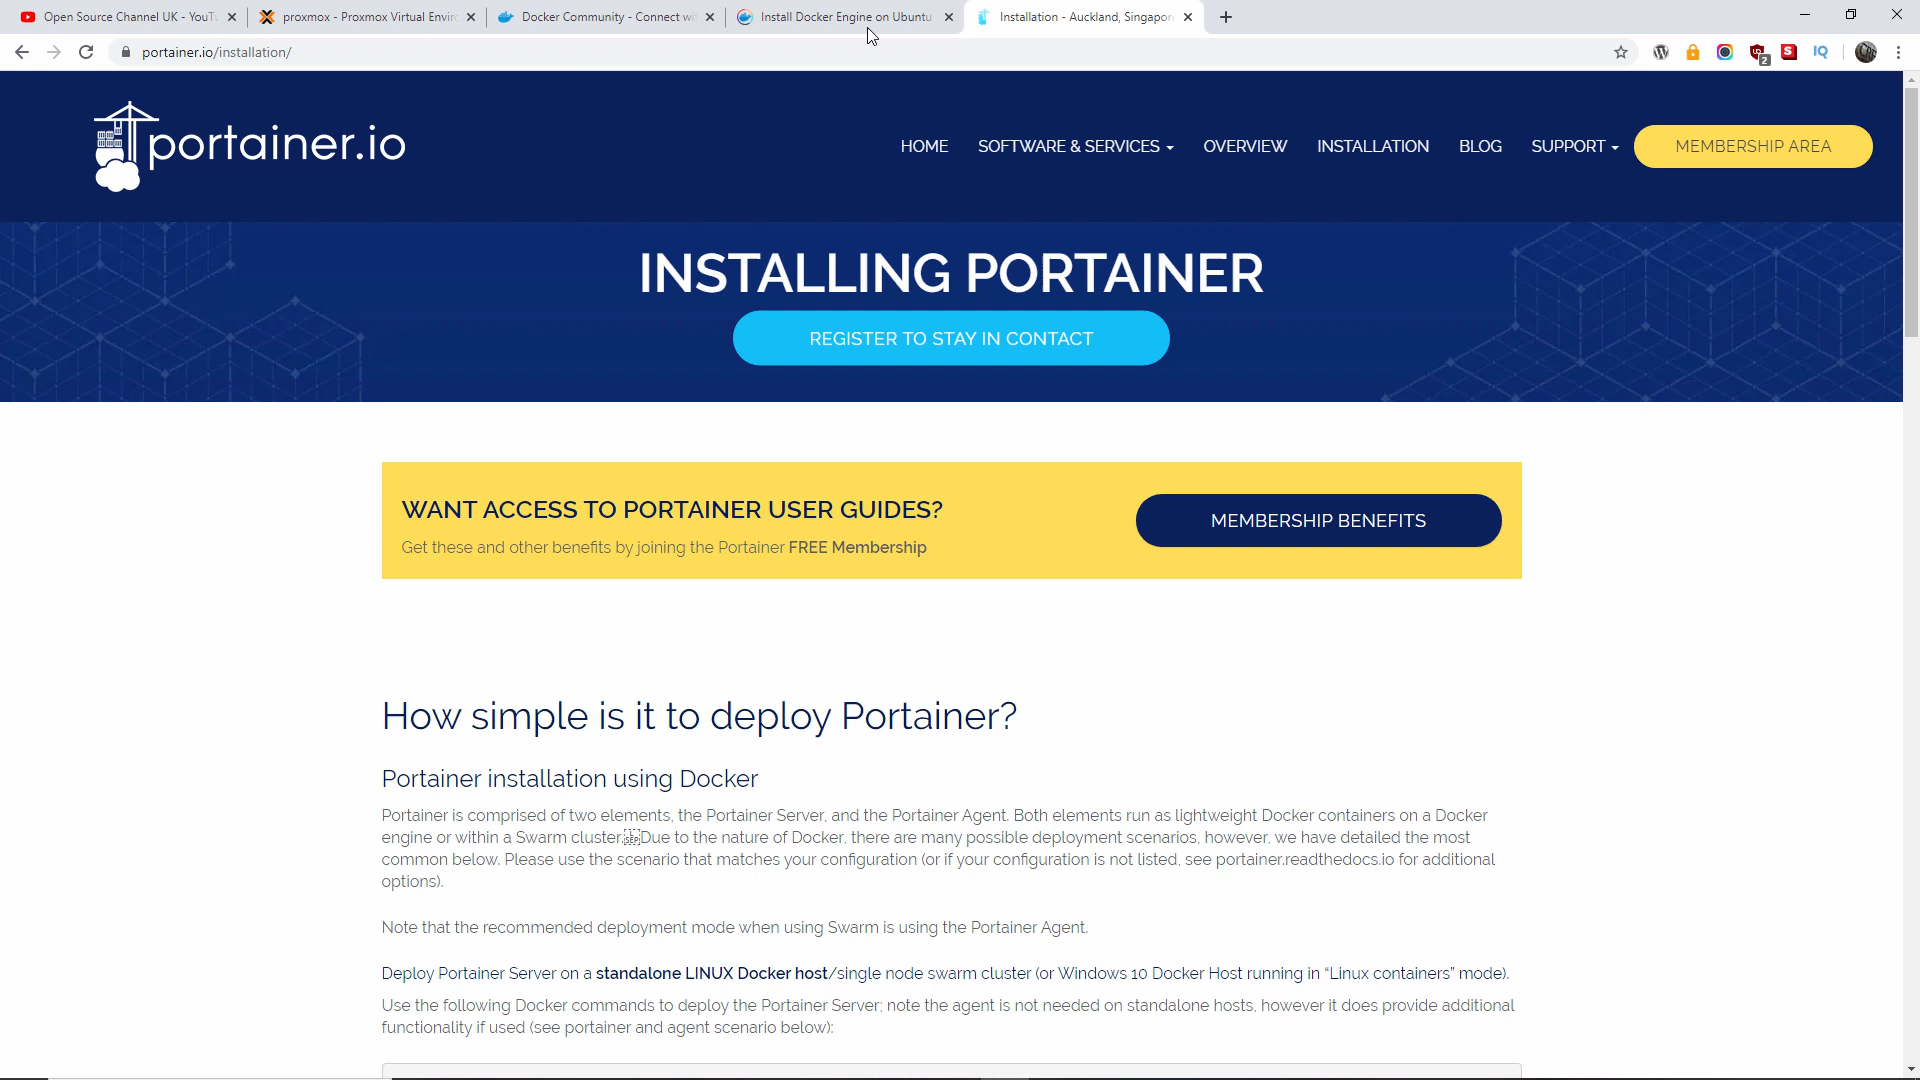 Open Source Channel UK - YouTu
proxmox - Proxmox Virtual Enviro
Docker Community - Connect wit
Install Docker Engine on Ubuntu
Installation - Auckland, Singapore
portainer.io/installation/
2
S
IQ
portainer.io
HOME
SOFTWARE & SERVICES
OVERVIEW
INSTALLATION
BLOG
SUPPORT
MEMBERSHIP AREA
INSTALLING PORTAINER
REGISTER TO STAY IN CONTACT
WANT ACCESS TO PORTAINER USER GUIDES?
Get these and other benefits by joining the Portainer FREE Membership
MEMBERSHIP BENEFITS
How simple is it to deploy Portainer?
Portainer installation using Docker
Portainer is comprised of two elements, the Portainer Server, and the Portainer Agent. Both elements run as lightweight Docker containers on a Docker
engine or within a Swarm cluster. Due to the nature of Docker, there are many possible deployment scenarios, however, we have detailed the most
common below. Please use the scenario that matches your configuration (or if your configuration is not listed, see portainer.readthedocs.io for additional
options).
Note that the recommended deployment mode when using Swarm is using the Portainer Agent.
Deploy Portainer Server on a standalone LINUX Docker host/single node swarm cluster (or Windows 10 Docker Host running in “Linux containers” mode).
Use the following Docker commands to deploy the Portainer Server; note the agent is not needed on standalone hosts, however it does provide additional
functionality if used (see portainer and agent scenario below):